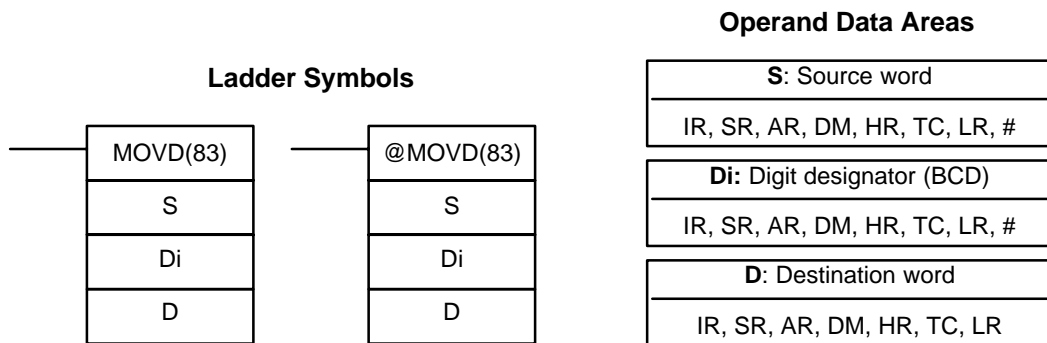 Ladder Symbols
MOVD(83)
S
Di
D
@MOVD(83)
S
Di
D
Operand Data Areas
S: Source word
IR, SR, AR, DM, HR, TC, LR, #
Di: Digit designator (BCD)
IR, SR, AR, DM, HR, TC, LR, #
D: Destination word
IR, SR, AR, DM, HR, TC, LR